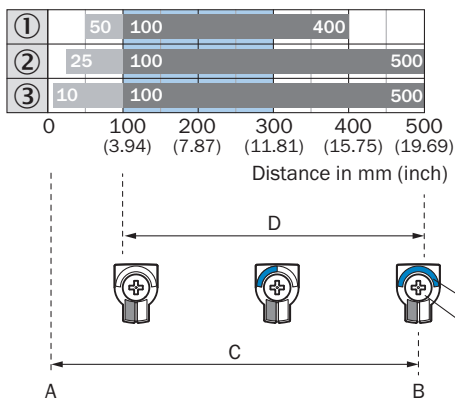 ① 50 100 400
② 25 100 500
③ 10 100 500
0 100 200 300 400 500
(3.94) (7.87) (11.81) (15.75) (19.69)
Distance in mm (inch)
D
C
A B